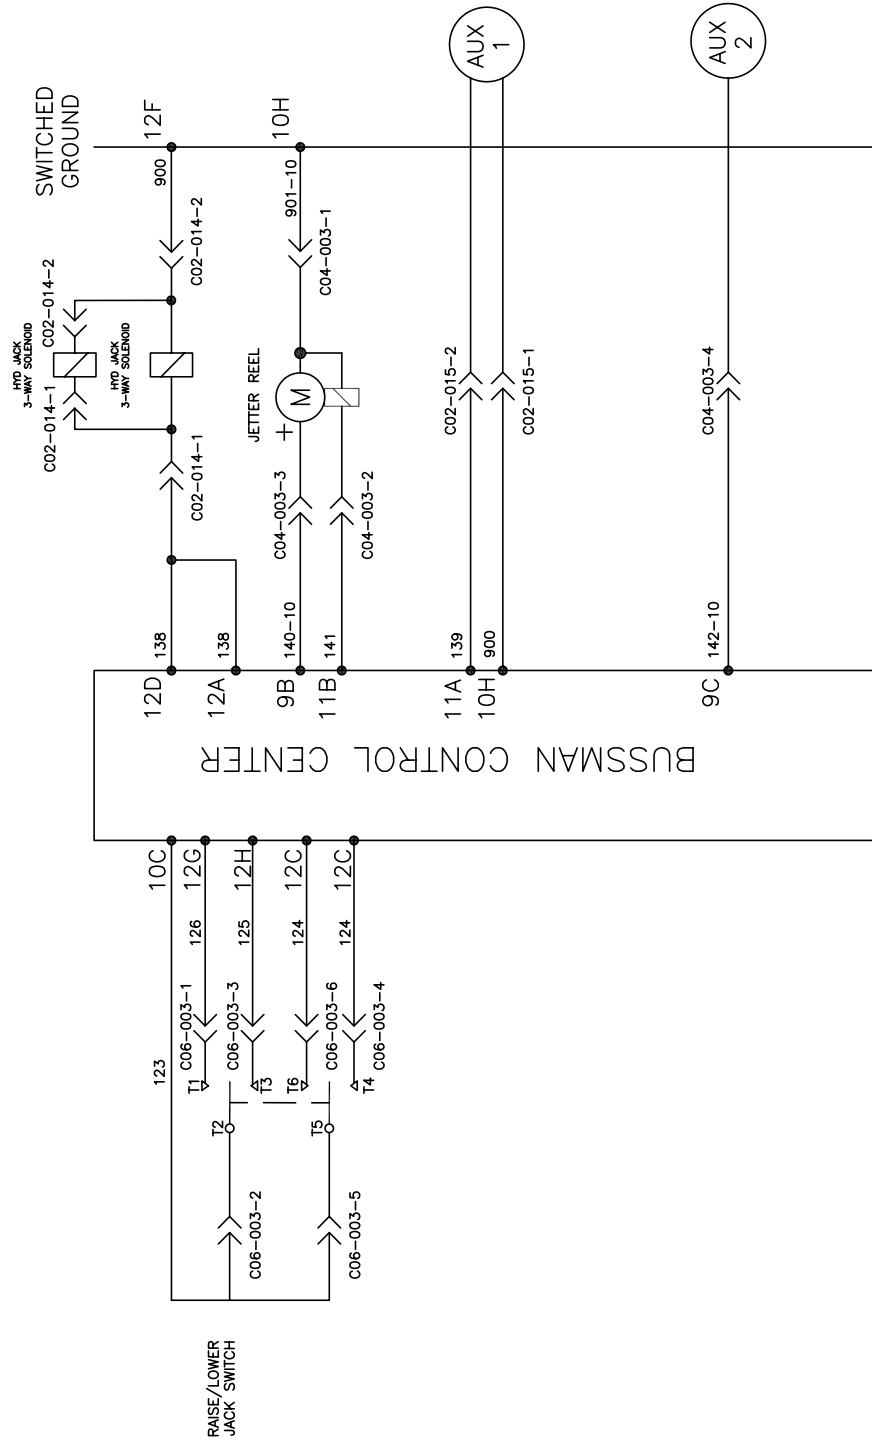 RAISE/LOWER
JACK SWITCH
123
10C
C06-003-2
T2
T1
C06-003-1
126
12G
T3
C06-003-3
125
12H
C06-003-5
T5
T6
C06-003-6
124
12C
T4
C06-003-4
124
12C
BUSSMAN CONTROL CENTER
12D
138
12A
138
C02-014-1
C02-014-1
HYD JACK
3-WAY SOLENOID
C02-014-2
HYD JACK
3-WAY SOLENOID
C02-014-2
900
12F
SWITCHED
GROUND
9B
140-10
C04-003-3
JETTER REEL
+
M
C04-003-1
901-10
10H
11B
141
C04-003-2
11A
139
C02-015-2
10H
900
C02-015-1
AUX
1
9C
142-10
C04-003-4
AUX
2